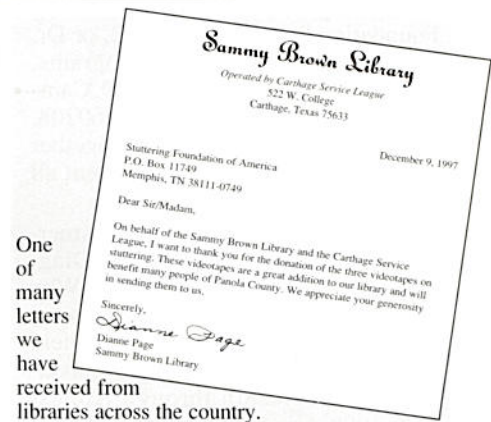 Sammy Brown Library
Operated by Carthage Service League
522 W. College
Carthage, Texas 75633
December 9, 1997
Stuttering Foundation of America
P.O. Box 11749
Memphis, TN 38111-0749
Dear Sir/Madam,
On behalf of the Sammy Brown Library and the Carthage Service
League, I want to thank you for the donation of the three videotapes on
stuttering. These videotapes are a great addition to our library and will
benefit many people of Panola County. We appreciate your generosity
in sending them to us.
Sincerely,
Dianne Page
Dianne Page
Sammy Brown Library
One
of
many
letters
we
have
received from
libraries across the country.